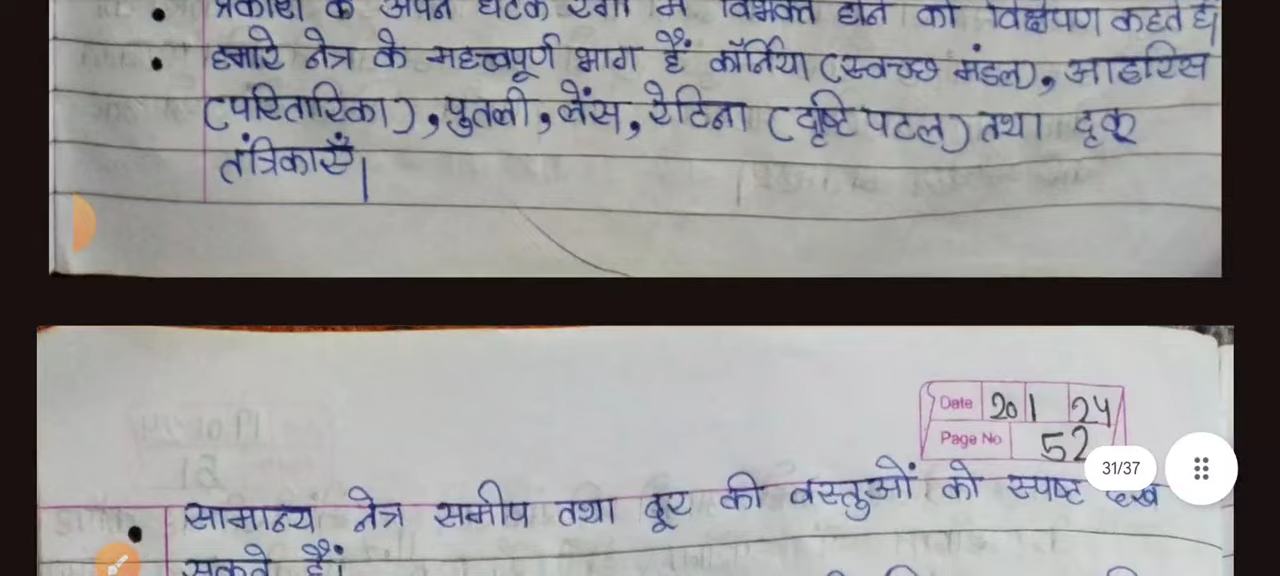 प्रकाश के अपने घटक रंगों में विभक्त होने को विक्षेपण कहते हैं।
• हमारे नेत्र के महत्त्वपूर्ण भाग हैं कॉर्निया (स्वच्छ मंडल), आइरिस
(परितारिका), पुतली, लेंस, रेटिना (दृष्टि पटल) तथा दृक्
तंत्रिकाएँ।
Date 20 1 24
Page No 52
31/37
• सामान्य नेत्र समीप तथा दूर की वस्तुओं को स्पष्ट देख
सकते हैं।